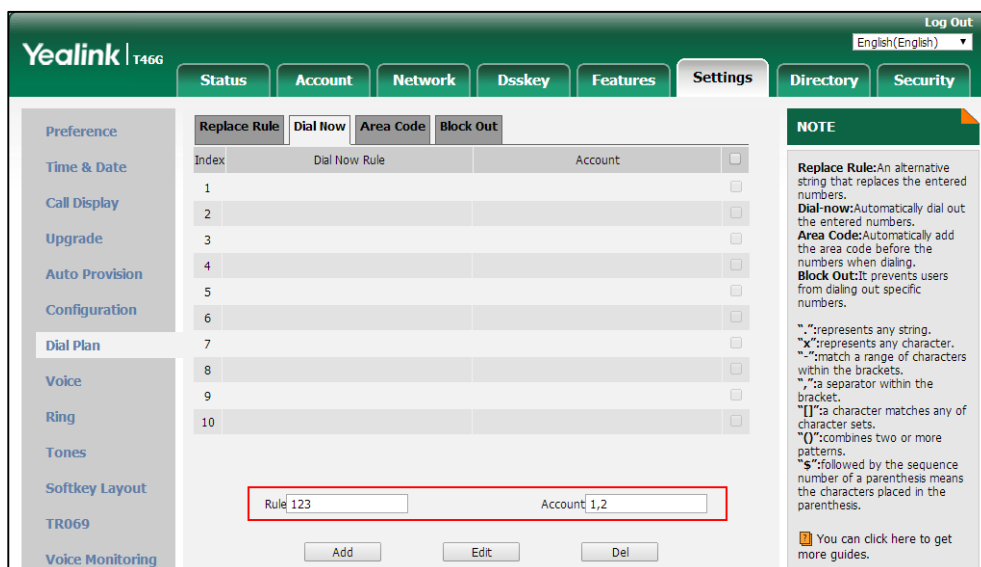 Log Out
English(English)
Yealink T46G
Status Account Network Dsskey Features Settings Directory Security
Preference
Time & Date
Call Display
Upgrade
Auto Provision
Configuration
Dial Plan
Voice
Ring
Tones
Softkey Layout
TR069
Voice Monitoring
Replace Rule Dial Now Area Code Block Out
Index Dial Now Rule Account
1
2
3
4
5
6
7
8
9
10
Rule 123 Account 1,2
Add Edit Del
NOTE
Replace Rule:An alternative
string that replaces the entered
numbers.
Dial-now:Automatically dial out
the entered numbers.
Area Code:Automatically add
the area code before the
numbers when dialing.
Block Out:It prevents users
from dialing out specific
numbers.
".":represents any string.
"x":represents any character.
"-":match a range of characters
within the brackets.
",":a separator within the
bracket.
"[]":a character matches any of
character sets.
"()":combines two or more
patterns.
"$":followed by the sequence
number of a parenthesis means
the characters placed in the
parenthesis.
You can click here to get
more guides.